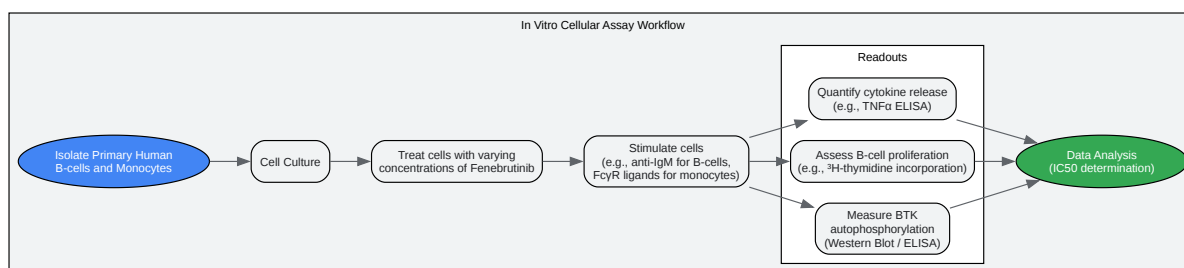 In Vitro Cellular Assay Workflow
Isolate Primary Human
B-cells and Monocytes
Cell Culture
Treat cells with varying
concentrations of Fenebrutinib
Stimulate cells
(e.g., anti-IgM for B-cells,
FcγR ligands for monocytes)
Readouts
Quantify cytokine release
(e.g., TNFα ELISA)
Assess B-cell proliferation
(e.g., ³H-thymidine incorporation)
Measure BTK
autophosphorylation
(Western Blot / ELISA)
Data Analysis
(IC50 determination)